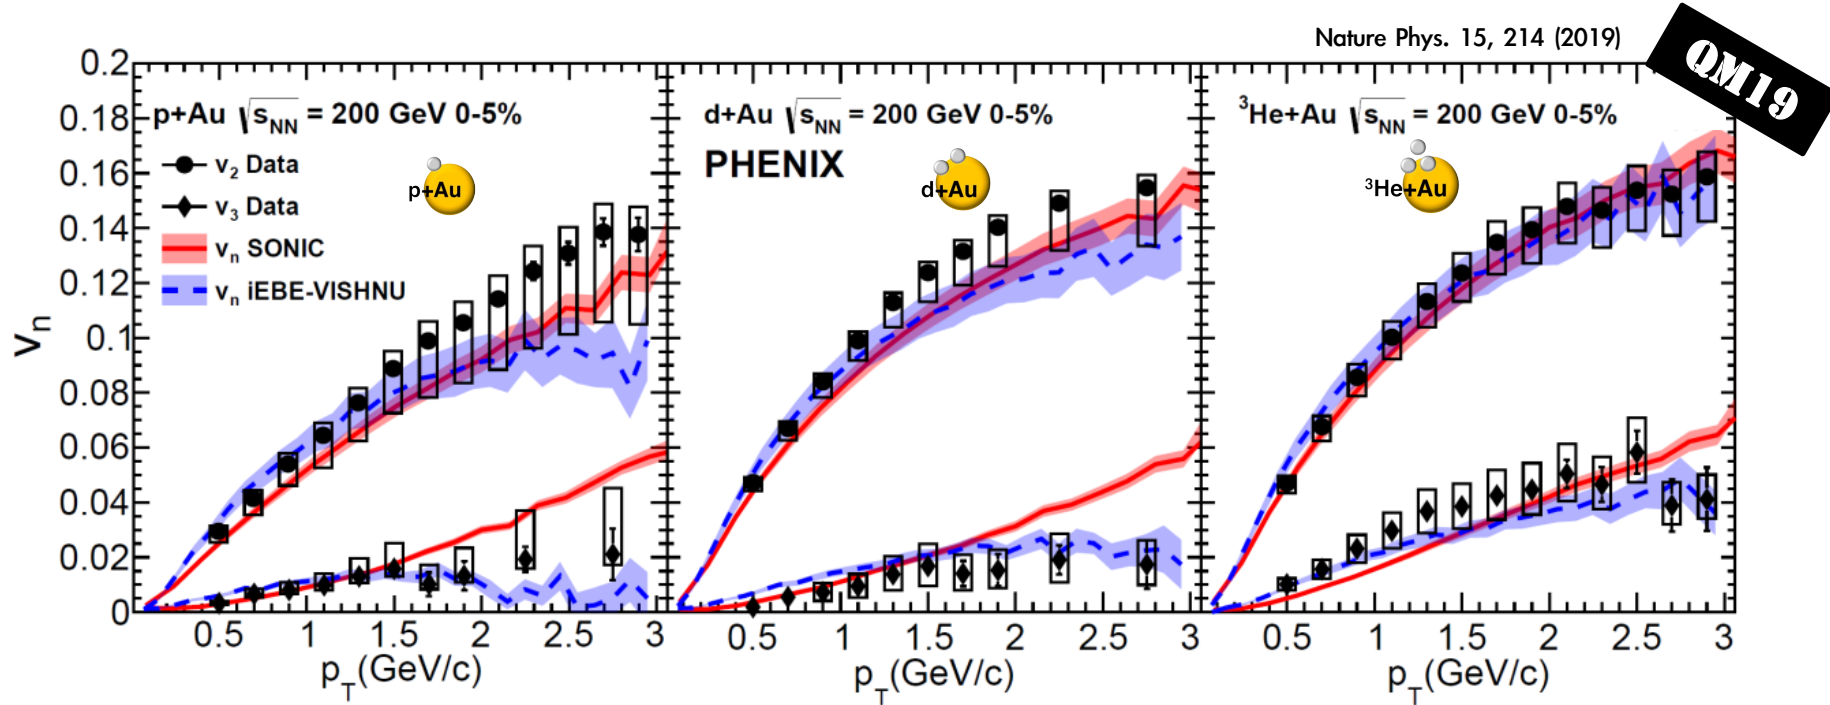 Nature Phys. 15, 214 (2019)
QM19
0.2
0.18
0.16
0.14
0.12
0.1
0.08
0.06
0.04
0.02
0
vₙ
p+Au √sNN = 200 GeV 0-5%
v₂ Data
v₃ Data
vₙ SONIC
vₙ iEBE-VISHNU
p+Au
0.5 1 1.5 2 2.5 3
p_T(GeV/c)
d+Au √sNN = 200 GeV 0-5%
PHENIX
d+Au
0.5 1 1.5 2 2.5 3
p_T(GeV/c)
³He+Au √sNN = 200 GeV 0-5%
³He+Au
0.5 1 1.5 2 2.5 3
p_T(GeV/c)